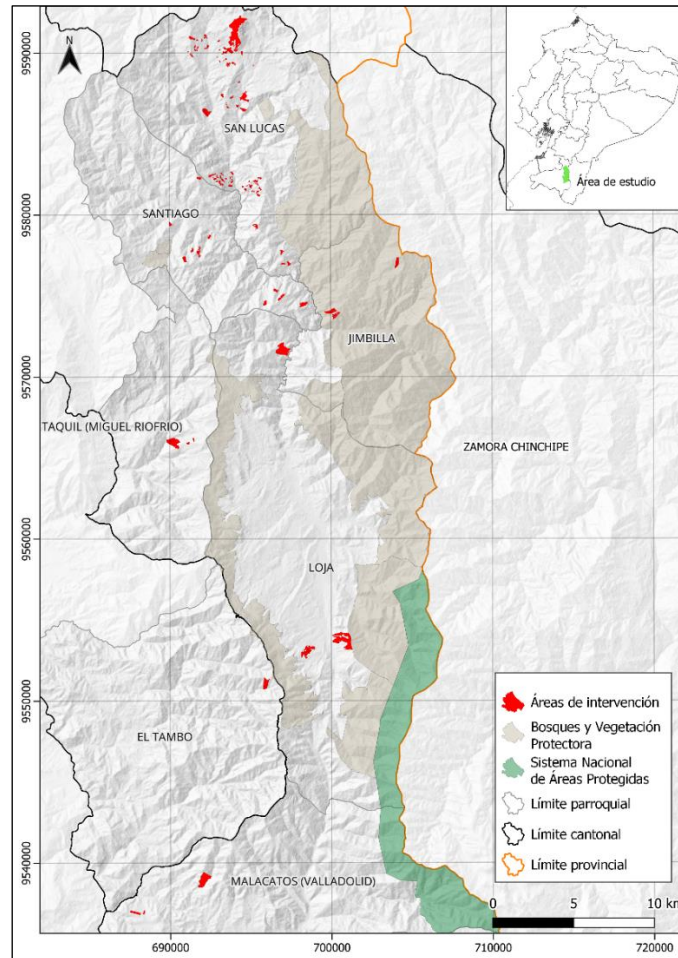 N
Área de estudio
9590000
SAN LUCAS
9580000
SANTIAGO
JIMBILLA
9570000
TAQUIL (MIGUEL RIOFRIO)
ZAMORA CHINCHIPE
9560000
LOJA
9550000
EL TAMBO
9540000
MALACATOS (VALLADOLID)
Áreas de intervención
Bosques y Vegetación
Protectora
Sistema Nacional
de Áreas Protegidas
Límite parroquial
Límite cantonal
Límite provincial
0 5 10 km
690000 700000 710000 720000